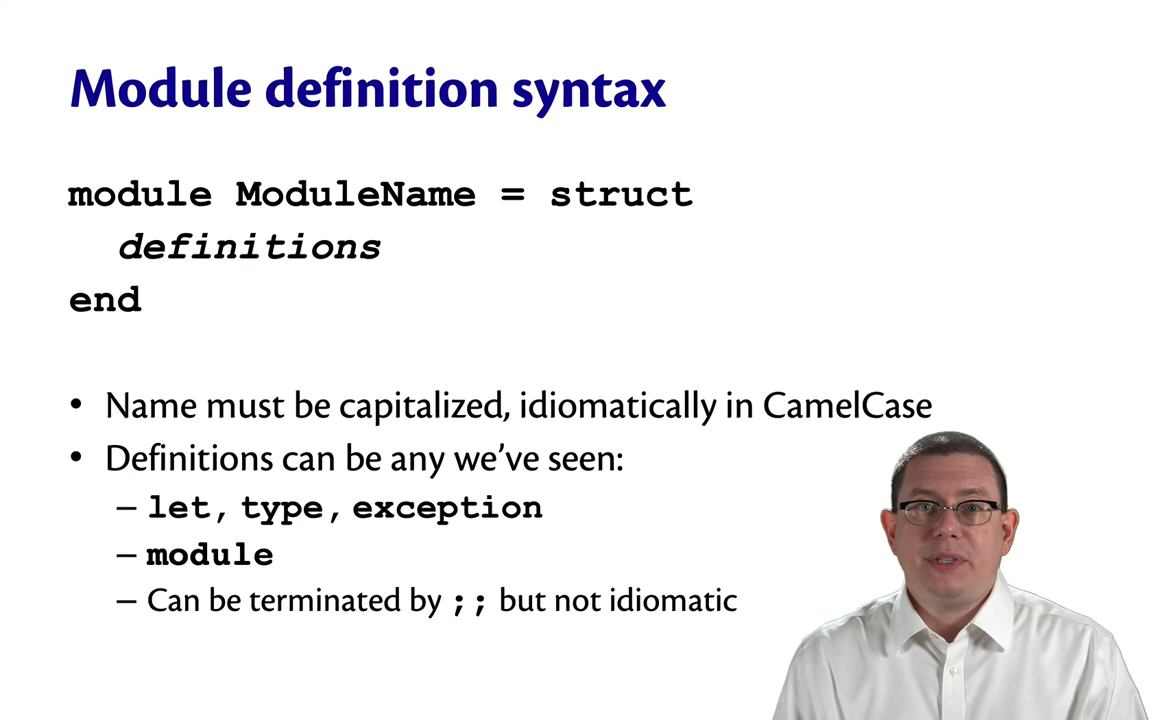 Module definition syntax
module ModuleName = struct
definitions
end
• Name must be capitalized, idiomatically in CamelCase
• Definitions can be any we’ve seen:
– let, type, exception
– module
– Can be terminated by ;; but not idiomatic